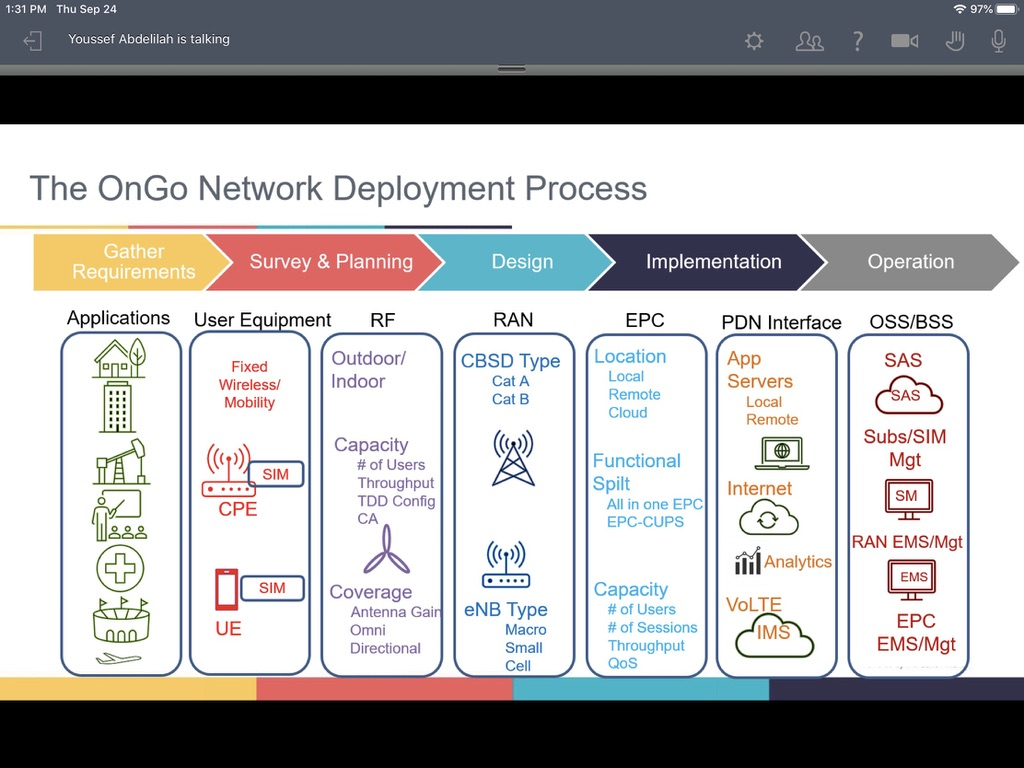 1:31 PM Thu Sep 24
97%
Youssef Abdelilah is talking
?
The OnGo Network Deployment Process
Gather
Requirements
Survey & Planning
Design
Implementation
Operation
Applications
User Equipment
Fixed
Wireless/
Mobility
SIM
CPE
SIM
UE
RF
Outdoor/
Indoor
Capacity
# of Users
Throughput
TDD Config
CA
Coverage
Antenna Gain
Omni
Directional
RAN
CBSD Type
Cat A
Cat B
eNB Type
Macro
Small
Cell
EPC
Location
Local
Remote
Cloud
Functional
Spilt
All in one EPC
EPC-CUPS
Capacity
# of Users
# of Sessions
Throughput
QoS
PDN Interface
App
Servers
Local
Remote
Internet
Analytics
VoLTE
IMS
OSS/BSS
SAS
SAS
Subs/SIM
Mgt
SM
RAN EMS/Mgt
EMS
EPC
EMS/Mgt